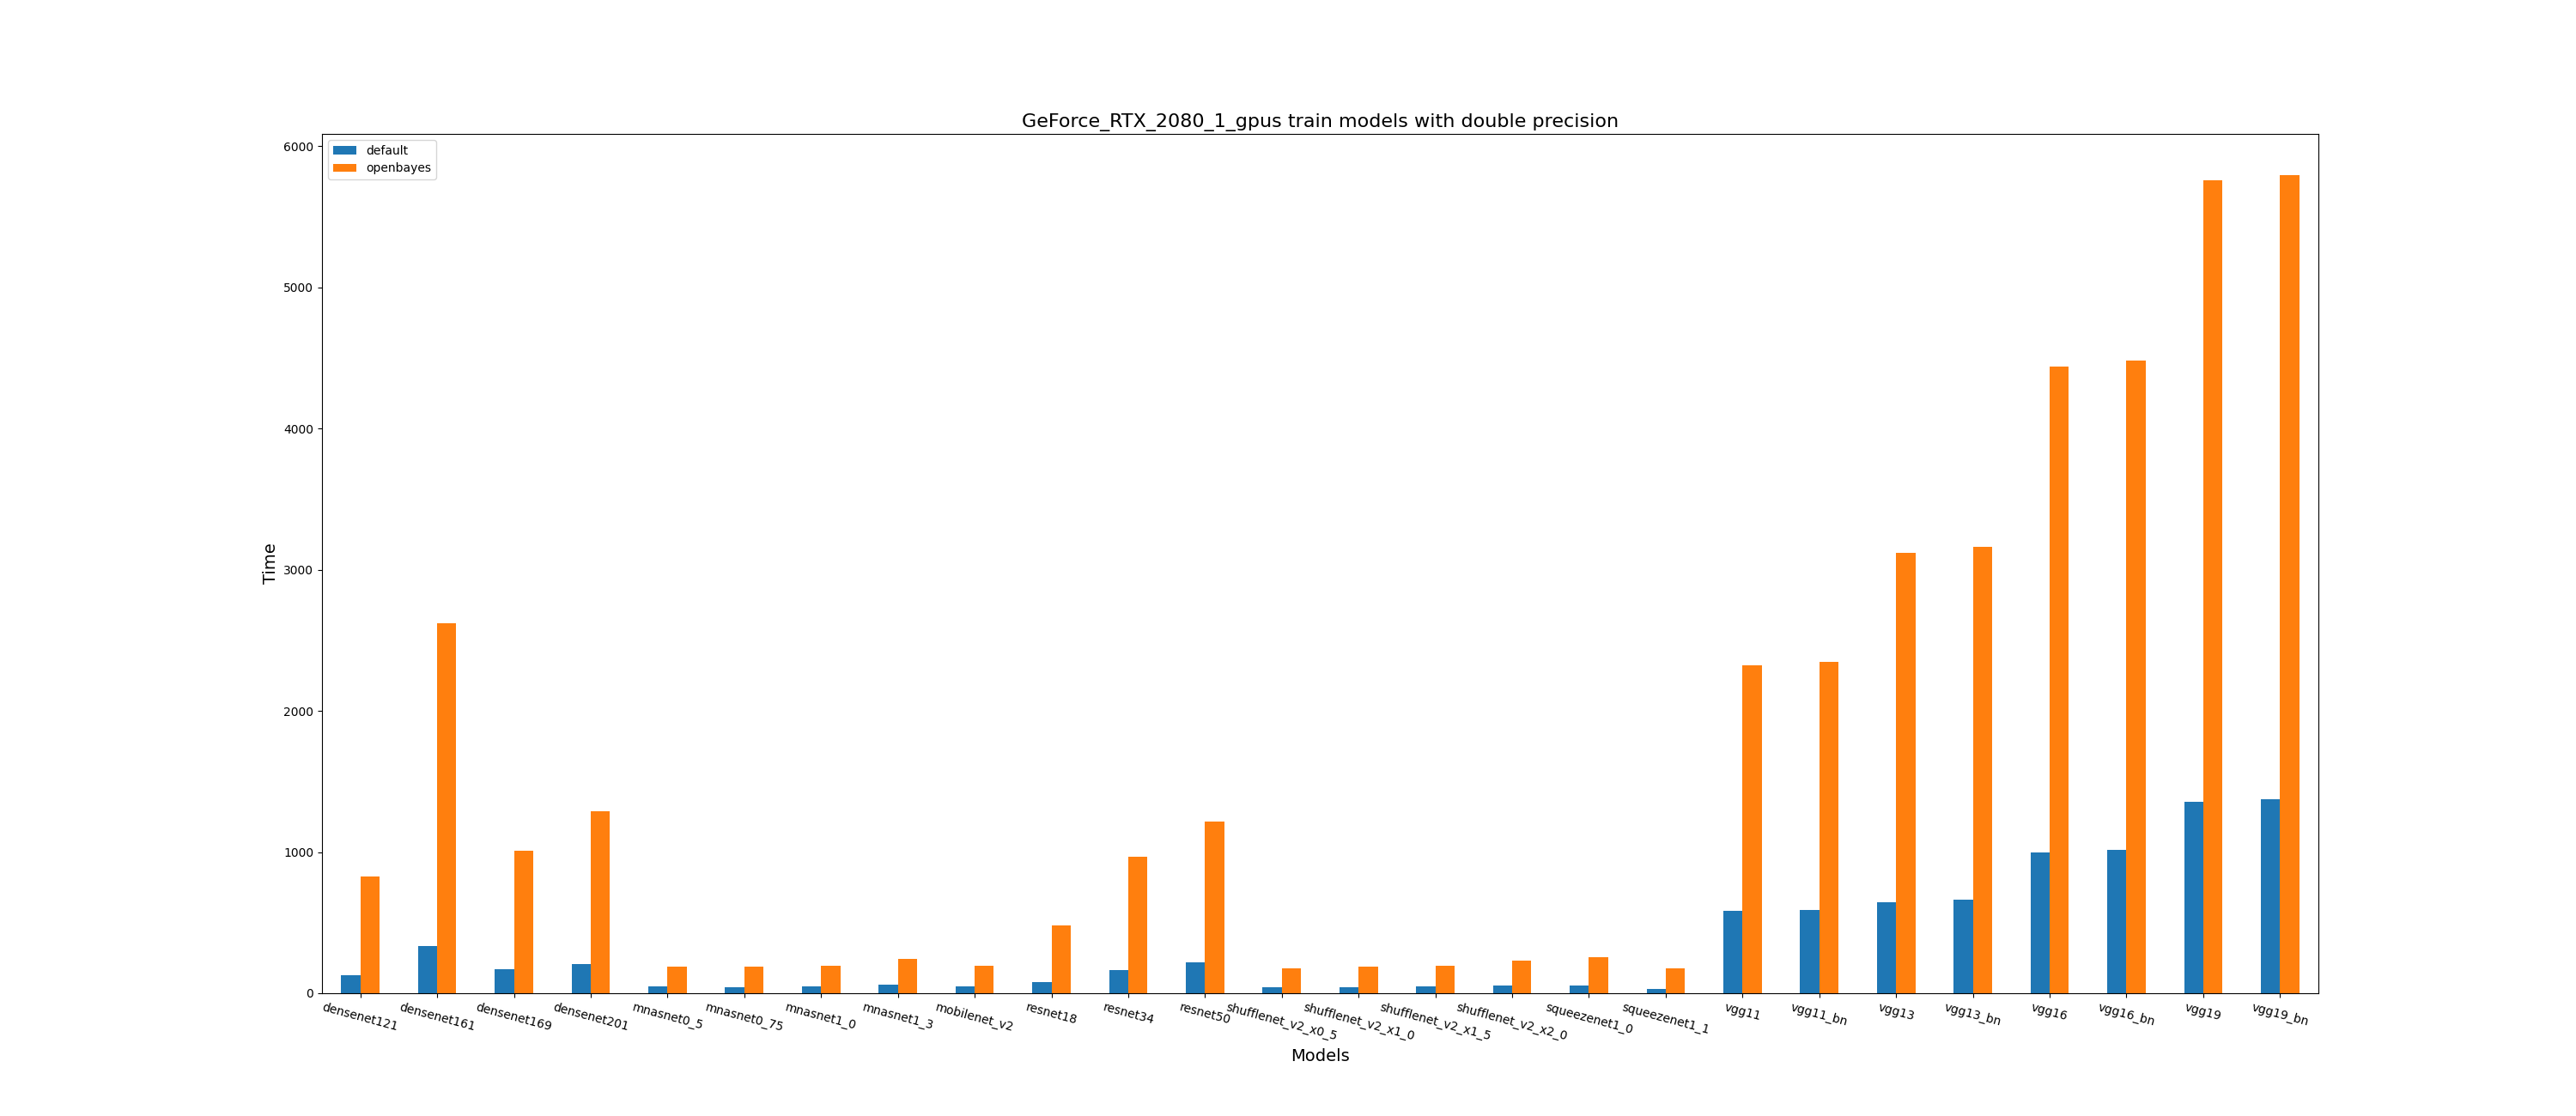 GeForce_RTX_2080_1_gpus train models with double precision
default
openbayes
6000
5000
4000
3000
2000
1000
0
Time
densenet121
densenet161
densenet169
densenet201
mnasnet0_5
mnasnet0_75
mnasnet1_0
mnasnet1_3
mobilenet_v2
resnet18
resnet34
resnet50
shufflenet_v2_x0_5
shufflenet_v2_x1_0
shufflenet_v2_x1_5
shufflenet_v2_x2_0
squeezenet1_0
squeezenet1_1
vgg11
vgg11_bn
vgg13
vgg13_bn
vgg16
vgg16_bn
vgg19
vgg19_bn
Models